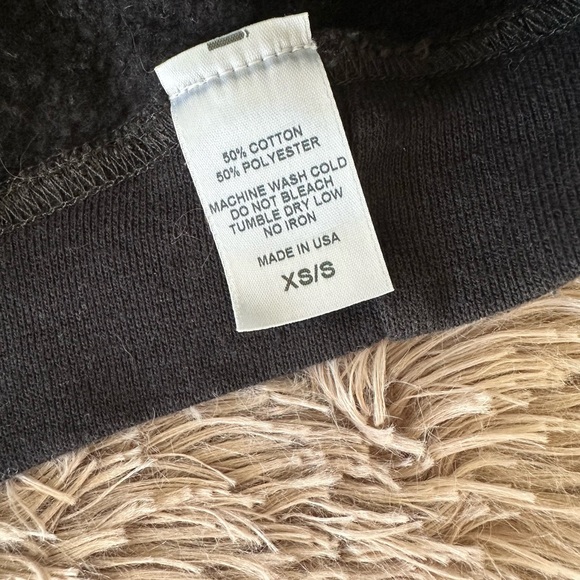 50% COTTON
50% POLYESTER
MACHINE WASH COLD
DO NOT BLEACH
TUMBLE DRY LOW
NO IRON
MADE IN USA
XS/S